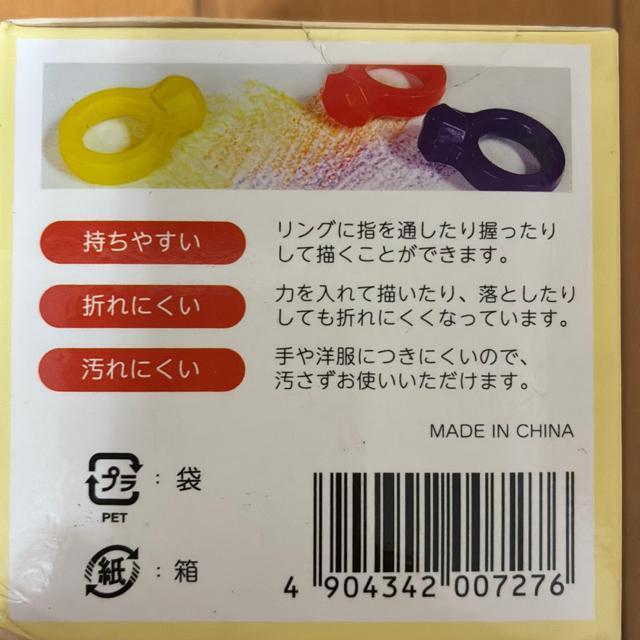 持ちやすい
リングに指を通したり握ったり
して描くことができます。
折れにくい
力を入れて描いたり、落としたり
しても折れにくくなっています。
汚れにくい
手や洋服につきにくいので、
汚さずお使いいただけます。
MADE IN CHINA
プラ : 袋
PET
紙 : 箱
4 904342 007276